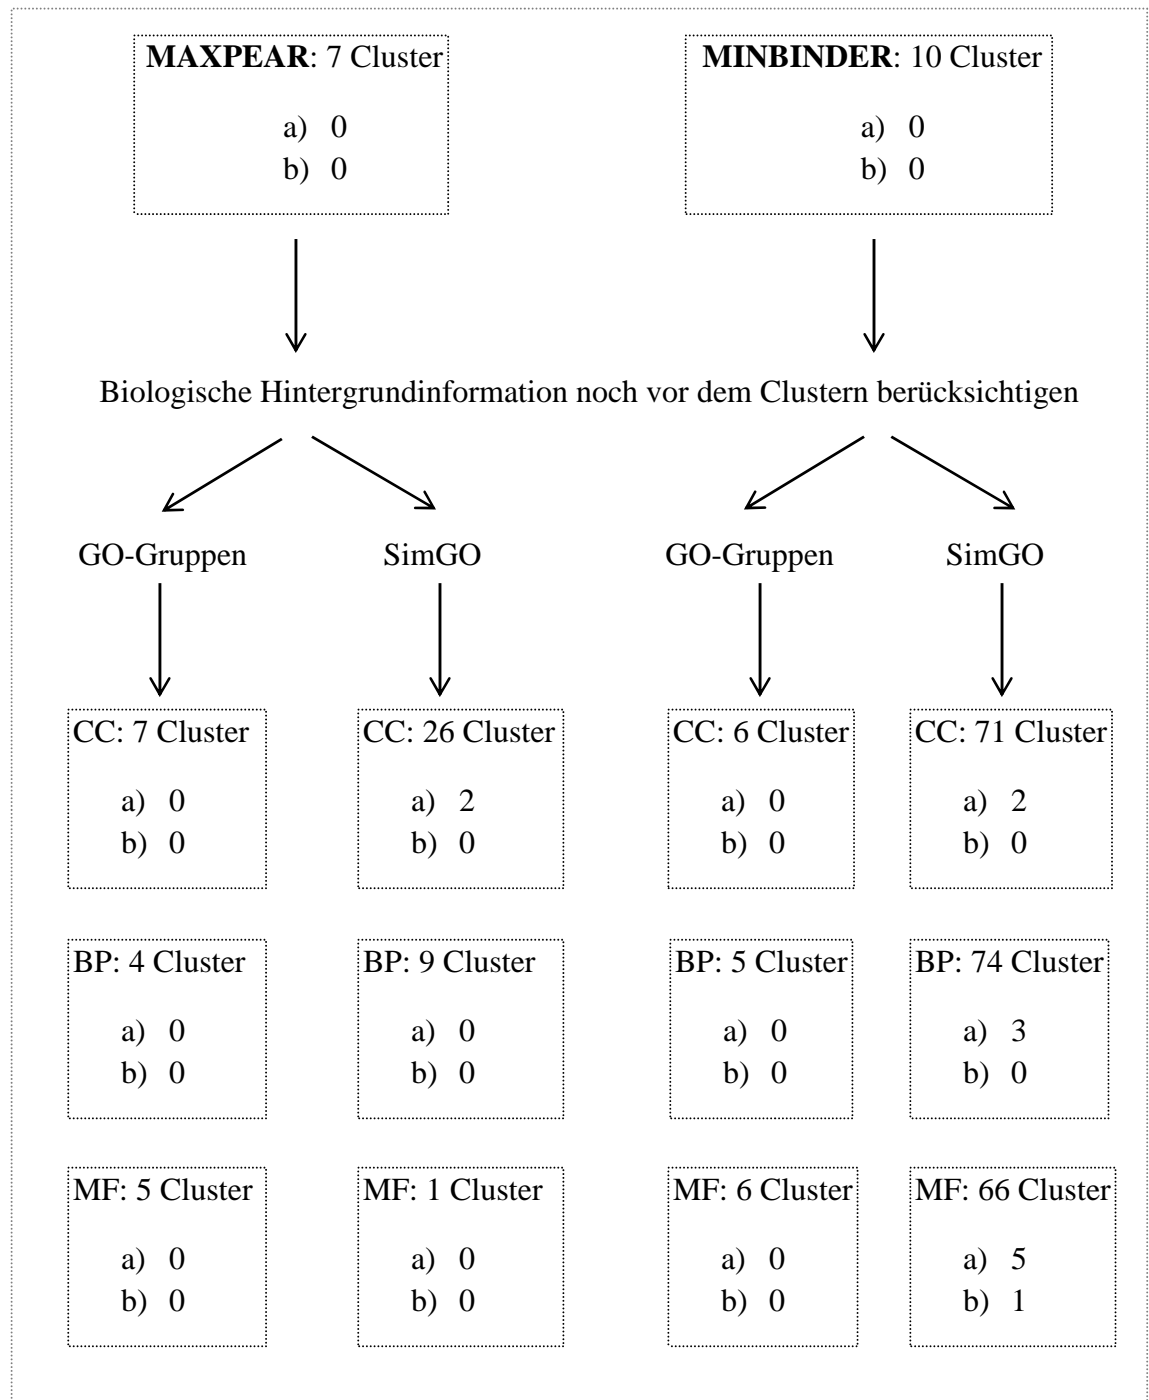 MAXPEAR: 7 Cluster
a) 0
b) 0
MINBINDER: 10 Cluster
a) 0
b) 0
Biologische Hintergrundinformation noch vor dem Clustern berücksichtigen
GO-Gruppen
SimGO
GO-Gruppen
SimGO
CC: 7 Cluster
a) 0
b) 0
CC: 26 Cluster
a) 2
b) 0
CC: 6 Cluster
a) 0
b) 0
CC: 71 Cluster
a) 2
b) 0
BP: 4 Cluster
a) 0
b) 0
BP: 9 Cluster
a) 0
b) 0
BP: 5 Cluster
a) 0
b) 0
BP: 74 Cluster
a) 3
b) 0
MF: 5 Cluster
a) 0
b) 0
MF: 1 Cluster
a) 0
b) 0
MF: 6 Cluster
a) 0
b) 0
MF: 66 Cluster
a) 5
b) 1